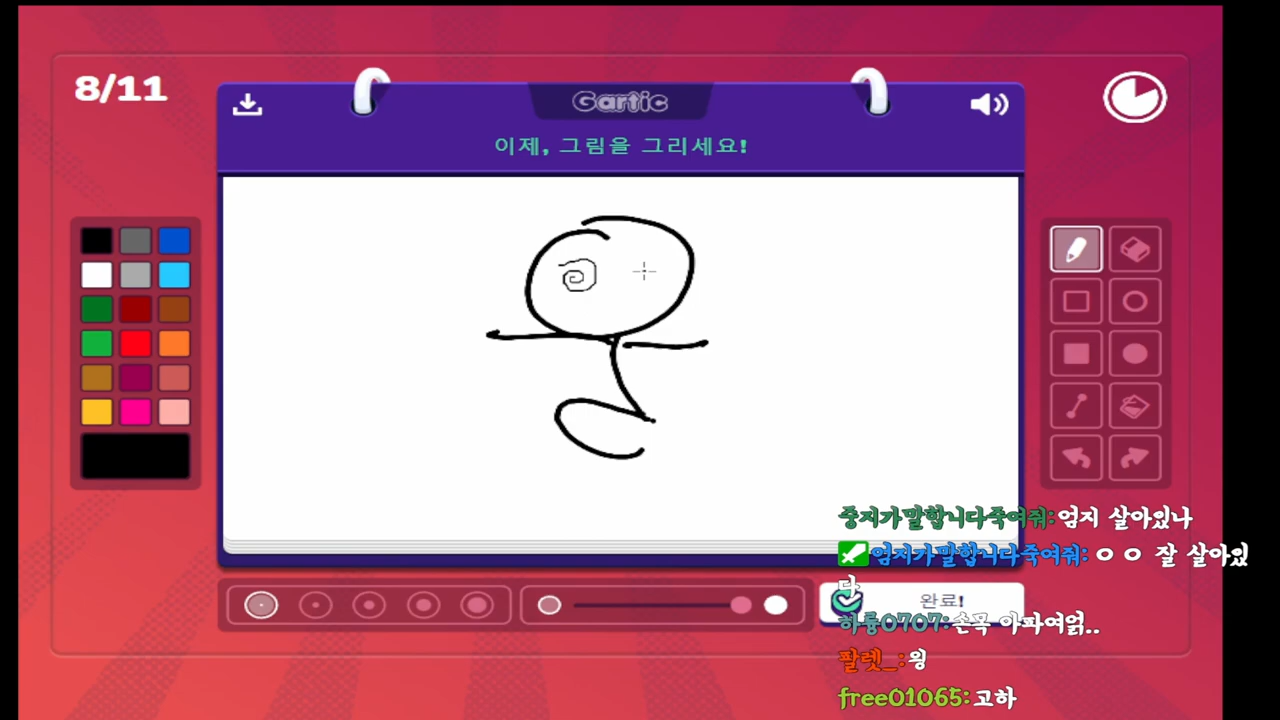 8/11
Gartic
이제, 그림을 그리세요!
중지가말합니다죽여줘:엄지 살아있나
엄지가말합니다죽여줘:ㅇㅇ 잘 살아있
다
완료!
하륭0707:손목 아파여얽..
짤렛_:윙
free01065:고하